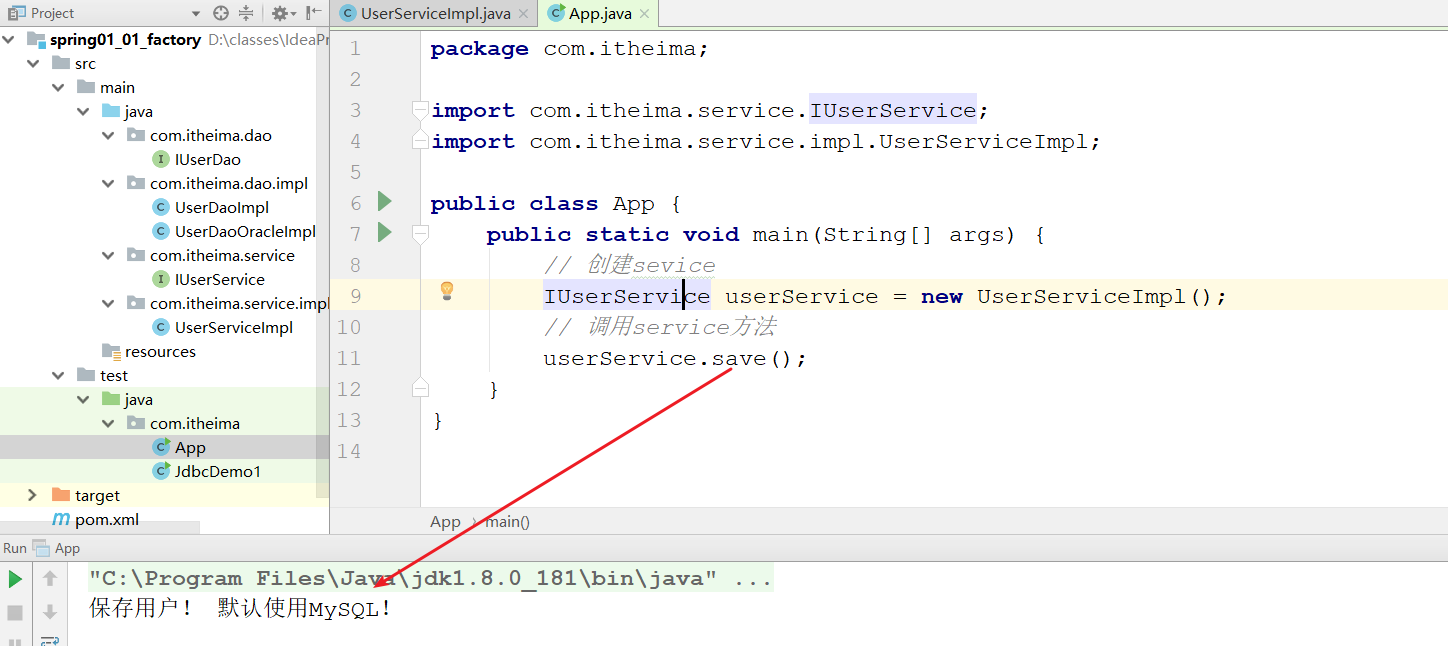 Project
UserServiceImpl.java
App.java
spring01_01_factory D:\classes\IdeaPr
src
main
java
com.itheima.dao
IUserDao
com.itheima.dao.impl
UserDaoImpl
UserDaoOracleImpl
com.itheima.service
IUserService
com.itheima.service.impl
UserServiceImpl
resources
test
java
com.itheima
App
JdbcDemo1
target
pom.xml
1 package com.itheima;
2
3 import com.itheima.service.IUserService;
4 import com.itheima.service.impl.UserServiceImpl;
5
6 public class App {
7 public static void main(String[] args) {
8 // 创建sevice
9 IUserService userService = new UserServiceImpl();
10 // 调用service方法
11 userService.save();
12 }
13 }
14
App › main()
Run App
"C:\Program Files\Java\jdk1.8.0_181\bin\java" ...
保存用户! 默认使用MySQL!